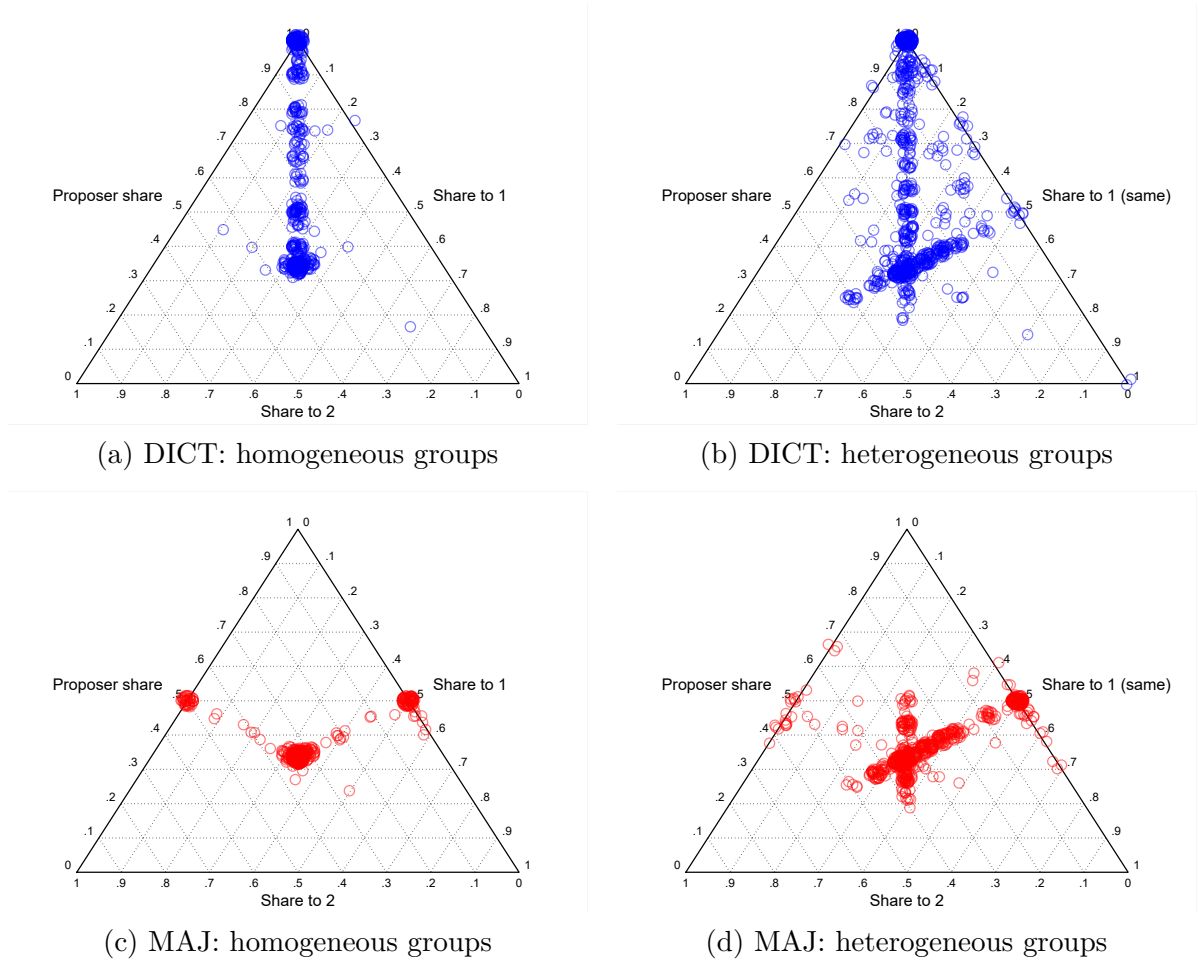 1 0
.9 .1
.8 .2
.7 .3
.6 .4
Proposer share Share to 1
.5 .5
.4 .6
.3 .7
.2 .8
.1 .9
0 1
1 .9 .8 .7 .6 .5 .4 .3 .2 .1 0
Share to 2
(a) DICT: homogeneous groups
0
.9 .1
.8 .2
.7 .3
.6 .4
Proposer share Share to 1 (same)
.5 .5
.4 .6
.3 .7
.2 .8
.1 .9
0 1
1 .9 .8 .7 .6 .5 .4 .3 .2 .1 0
Share to 2
(b) DICT: heterogeneous groups
1 0
.9 .1
.8 .2
.7 .3
.6 .4
Proposer share Share to 1
.5 .5
.4 .6
.3 .7
.2 .8
.1 .9
0 1
1 .9 .8 .7 .6 .5 .4 .3 .2 .1 0
Share to 2
(c) MAJ: homogeneous groups
1 0
.9 .1
.8 .2
.7 .3
.6 .4
Proposer share Share to 1 (same)
.5 .5
.4 .6
.3 .7
.2 .8
.1 .9
0 1
1 .9 .8 .7 .6 .5 .4 .3 .2 .1 0
Share to 2
(d) MAJ: heterogeneous groups